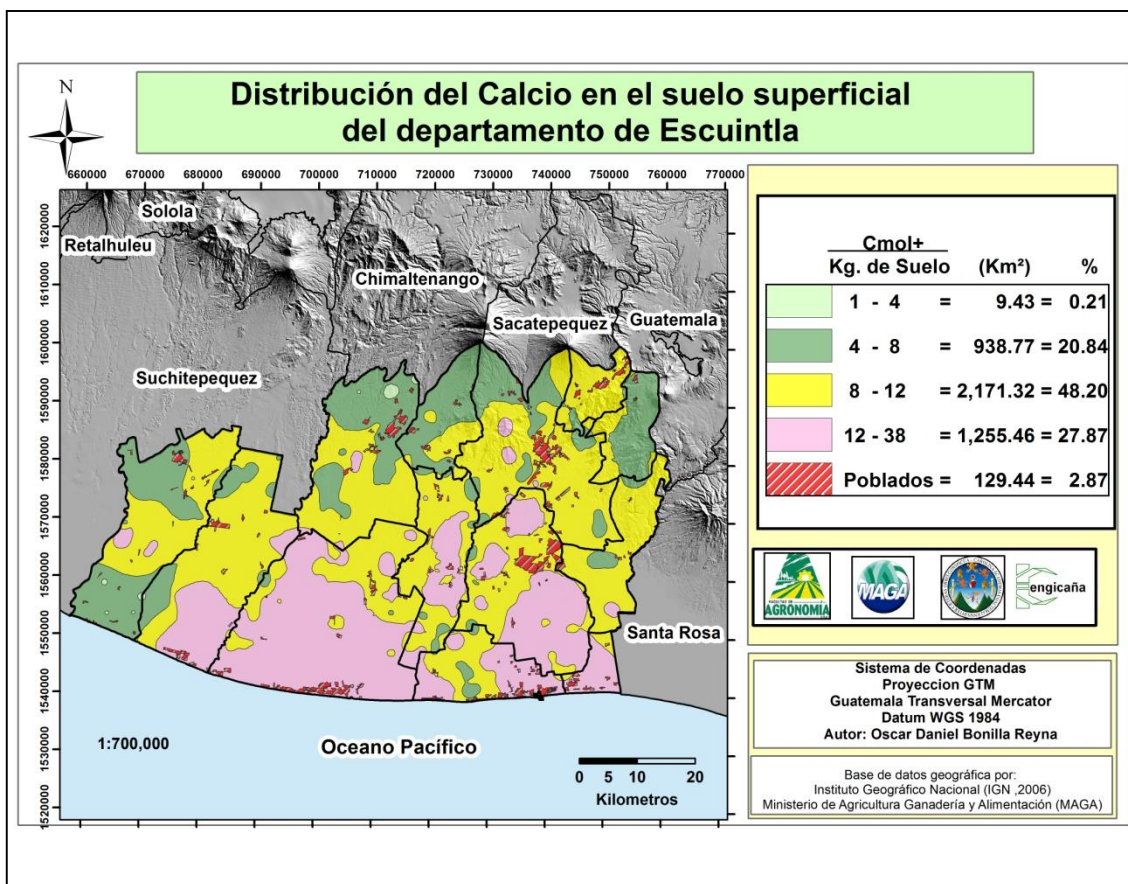 Distribución del Calcio en el suelo superficial
del departamento de Escuintla
N
660000 670000 680000 690000 700000 710000 720000 730000 740000 750000 760000 770000
1620000
1610000
1600000
1590000
1580000
1570000
1560000
1550000
1540000
1530000
1520000
Solola
Retalhuleu
Chimaltenango
Sacatepequez
Guatemala
Suchitepequez
Santa Rosa
1:700,000
Oceano Pacífico
0 5 10 20
Kilometros
Cmol+
Kg. de Suelo (Km²) %
1 - 4 = 9.43 = 0.21
4 - 8 = 938.77 = 20.84
8 - 12 = 2,171.32 = 48.20
12 - 38 = 1,255.46 = 27.87
Poblados = 129.44 = 2.87
FACULTAD DE
AGRONOMÍA
MAGA
engicaña
Sistema de Coordenadas
Proyeccion GTM
Guatemala Transversal Mercator
Datum WGS 1984
Autor: Oscar Daniel Bonilla Reyna
Base de datos geográfica por:
Instituto Geográfico Nacional (IGN ,2006)
Ministerio de Agricultura Ganadería y Alimentación (MAGA)